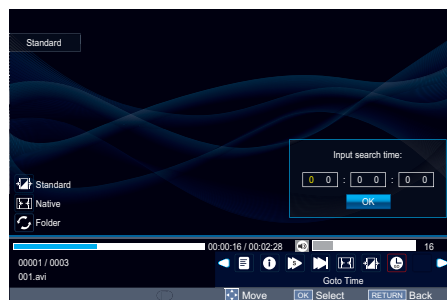 Standard
Input search time:
0 0 : 0 0 : 0 0
OK
Standard
Native
Folder
00:00:16 / 00:02:28
16
00001 / 0003
001.avi
Goto Time
Move OK Select RETURN Back